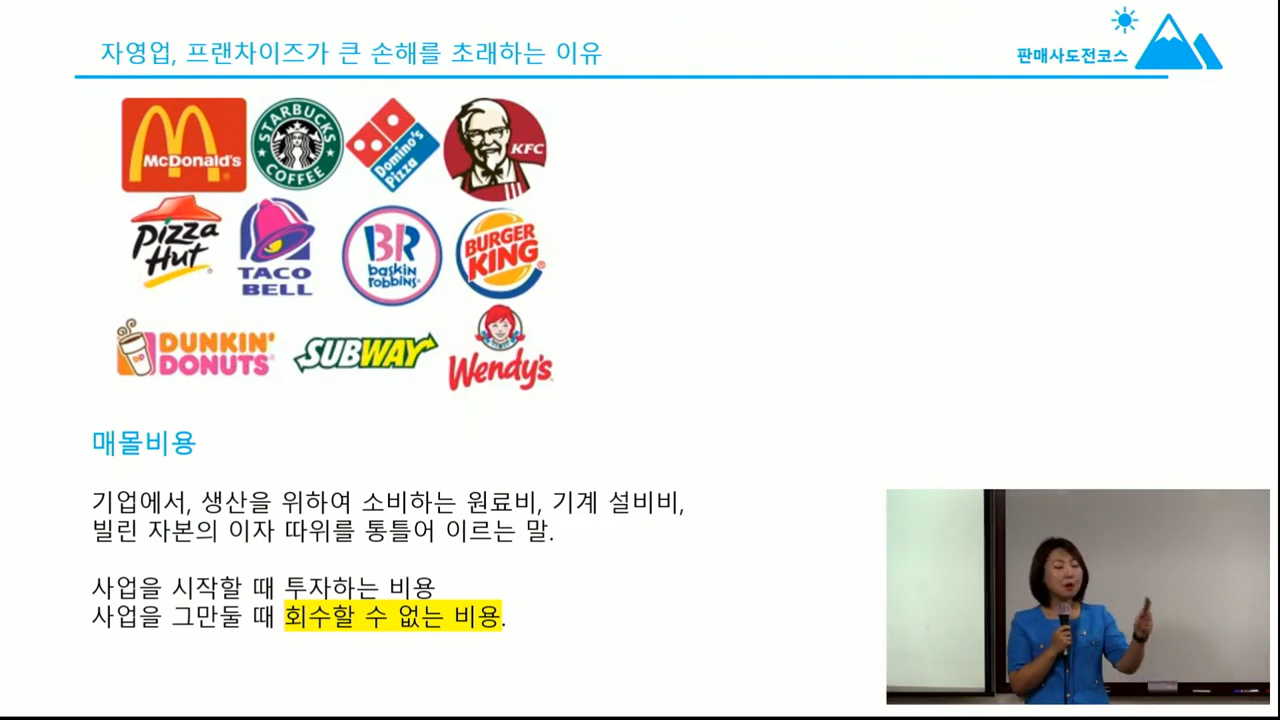 자영업, 프랜차이즈가 큰 손해를 초래하는 이유
판매사도전코스
McDonald's
STARBUCKS COFFEE
Domino's Pizza
KFC
Pizza Hut
TACO BELL
BR baskin robbins
BURGER KING
DUNKIN' DONUTS
DD
SUBWAY
Wendy's
매몰비용
기업에서, 생산을 위하여 소비하는 원료비, 기계 설비비,
빌린 자본의 이자 따위를 통틀어 이르는 말.
사업을 시작할 때 투자하는 비용
사업을 그만둘 때 회수할 수 없는 비용.